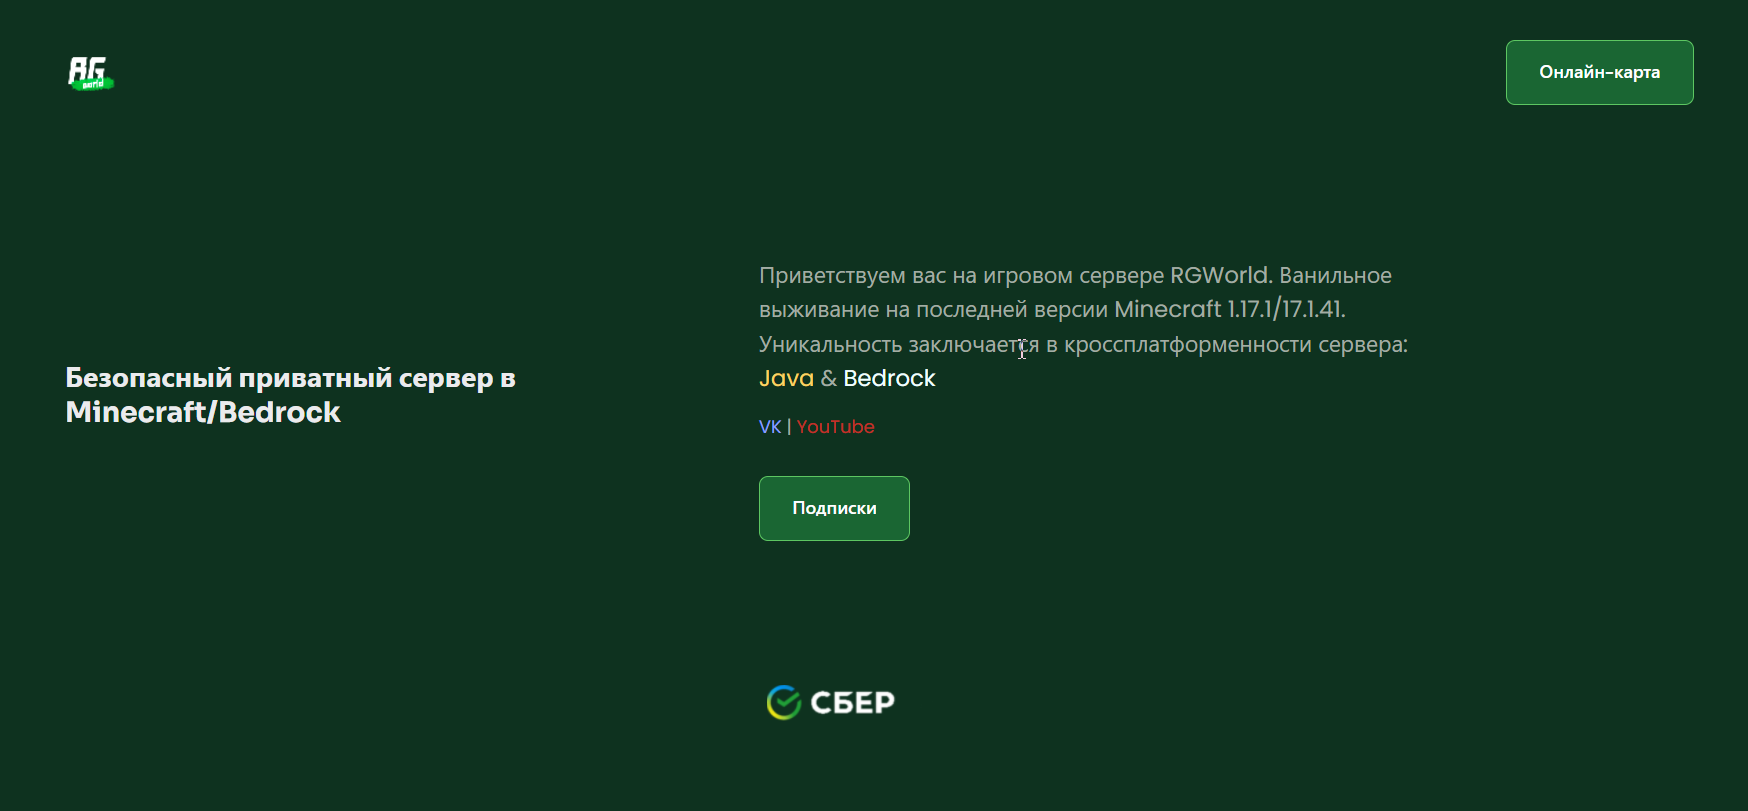 RG
world
Онлайн-карта
Безопасный приватный сервер в
Minecraft/Bedrock
Приветствуем вас на игровом сервере RGWorld. Ванильное
выживание на последней версии Minecraft 1.17.1/17.1.41.
Уникальность заключается в кроссплатформенности сервера:
Java & Bedrock
VK | YouTube
Подписки
СБЕР